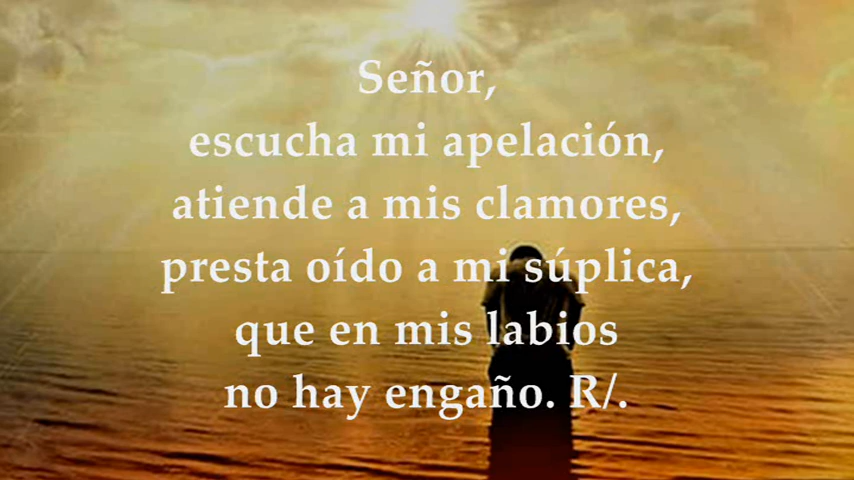 Señor,
escucha mi apelación,
atiende a mis clamores,
presta oído a mi súplica,
que en mis labios
no hay engaño. R/.